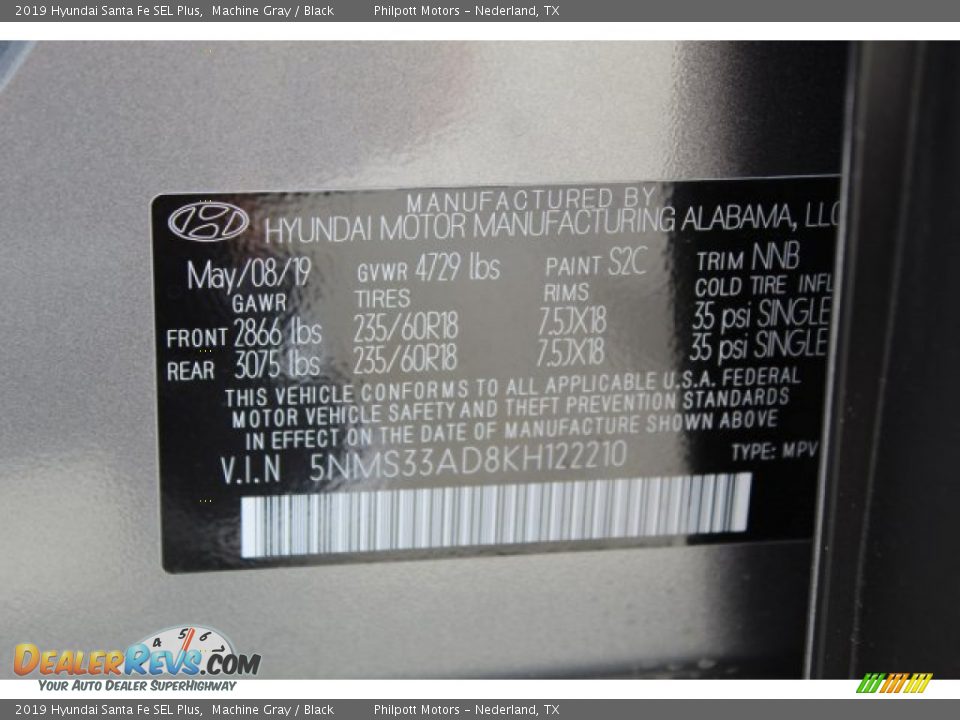 2019 Hyundai Santa Fe SEL Plus, Machine Gray / Black Philpott Motors - Nederland, TX
MANUFACTURED BY
HYUNDAI MOTOR MANUFACTURING ALABAMA, LLC
May/08/19 GVWR 4729 lbs PAINT S2C TRIM NNB
GAWR TIRES RIMS COLD TIRE INFL
FRONT 2866 lbs 235/60R18 7.5JX18 35 psi SINGLE
REAR 3075 lbs 235/60R18 7.5JX18 35 psi SINGLE
THIS VEHICLE CONFORMS TO ALL APPLICABLE U.S.A. FEDERAL
MOTOR VEHICLE SAFETY AND THEFT PREVENTION STANDARDS
IN EFFECT ON THE DATE OF MANUFACTURE SHOWN ABOVE
V.I.N 5NMS33AD8KH122210 TYPE: MPV
4 5 6
DEALERREVS.COM
YOUR AUTO DEALER SUPERHIGHWAY
2019 Hyundai Santa Fe SEL Plus, Machine Gray / Black Philpott Motors - Nederland, TX